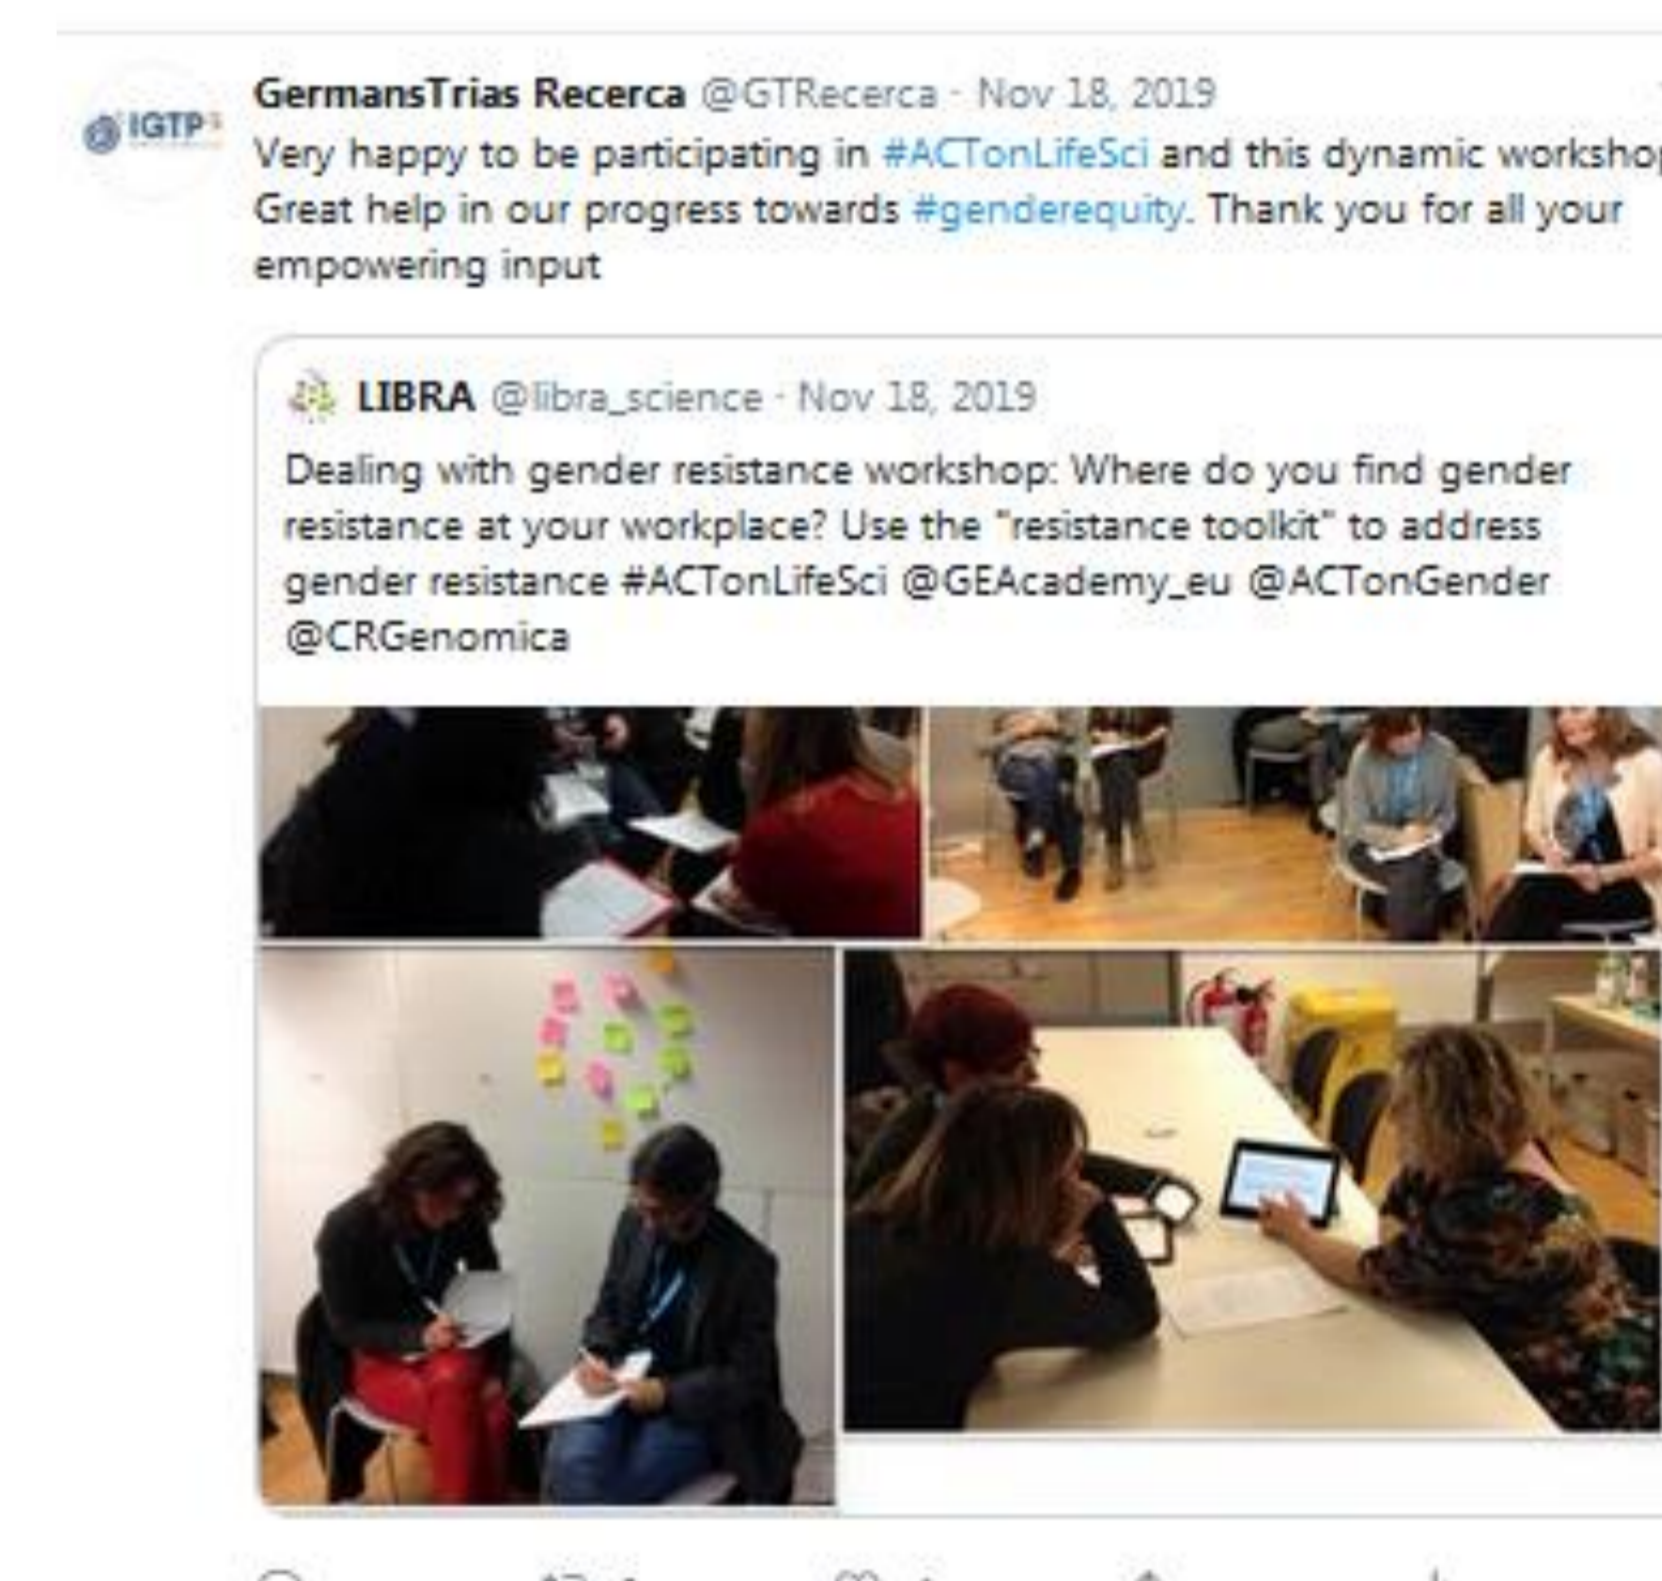 GermansTrias Recerca @GTRecerca · Nov 18, 2019
IGTP
Very happy to be participating in #ACTonLifeSci and this dynamic workshop
Great help in our progress towards #genderequity. Thank you for all your
empowering input
LIBRA @libra_science · Nov 18, 2019
Dealing with gender resistance workshop: Where do you find gender
resistance at your workplace? Use the "resistance toolkit" to address
gender resistance #ACTonLifeSci @GEAcademy_eu @ACTonGender
@CRGenomica